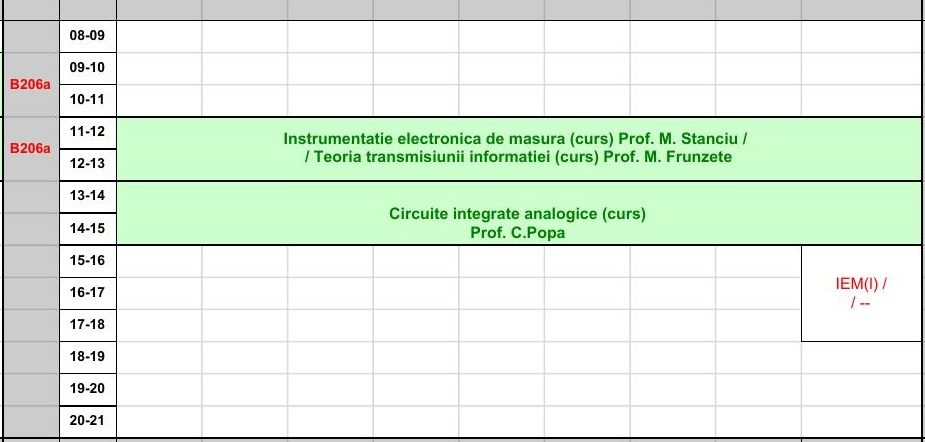 08-09
09-10
B206a
10-11
11-12
Instrumentatie electronica de masura (curs) Prof. M. Stanciu /
B206a
/ Teoria transmisiunii informatiei (curs) Prof. M. Frunzete
12-13
13-14
Circuite integrate analogice (curs)
14-15
Prof. C.Popa
15-16
IEM(I) /
16-17
/ --
17-18
18-19
19-20
20-21